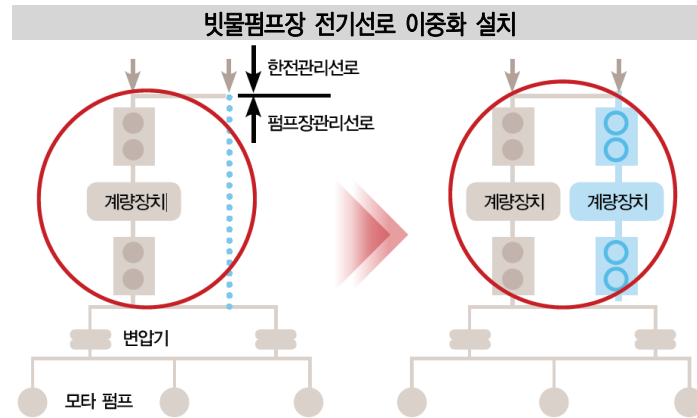 빗물펌프장 전기선로 이중화 설치
한전관리선로
펌프장관리선로
계량장치
계량장치
계량장치
변압기
모타 펌프